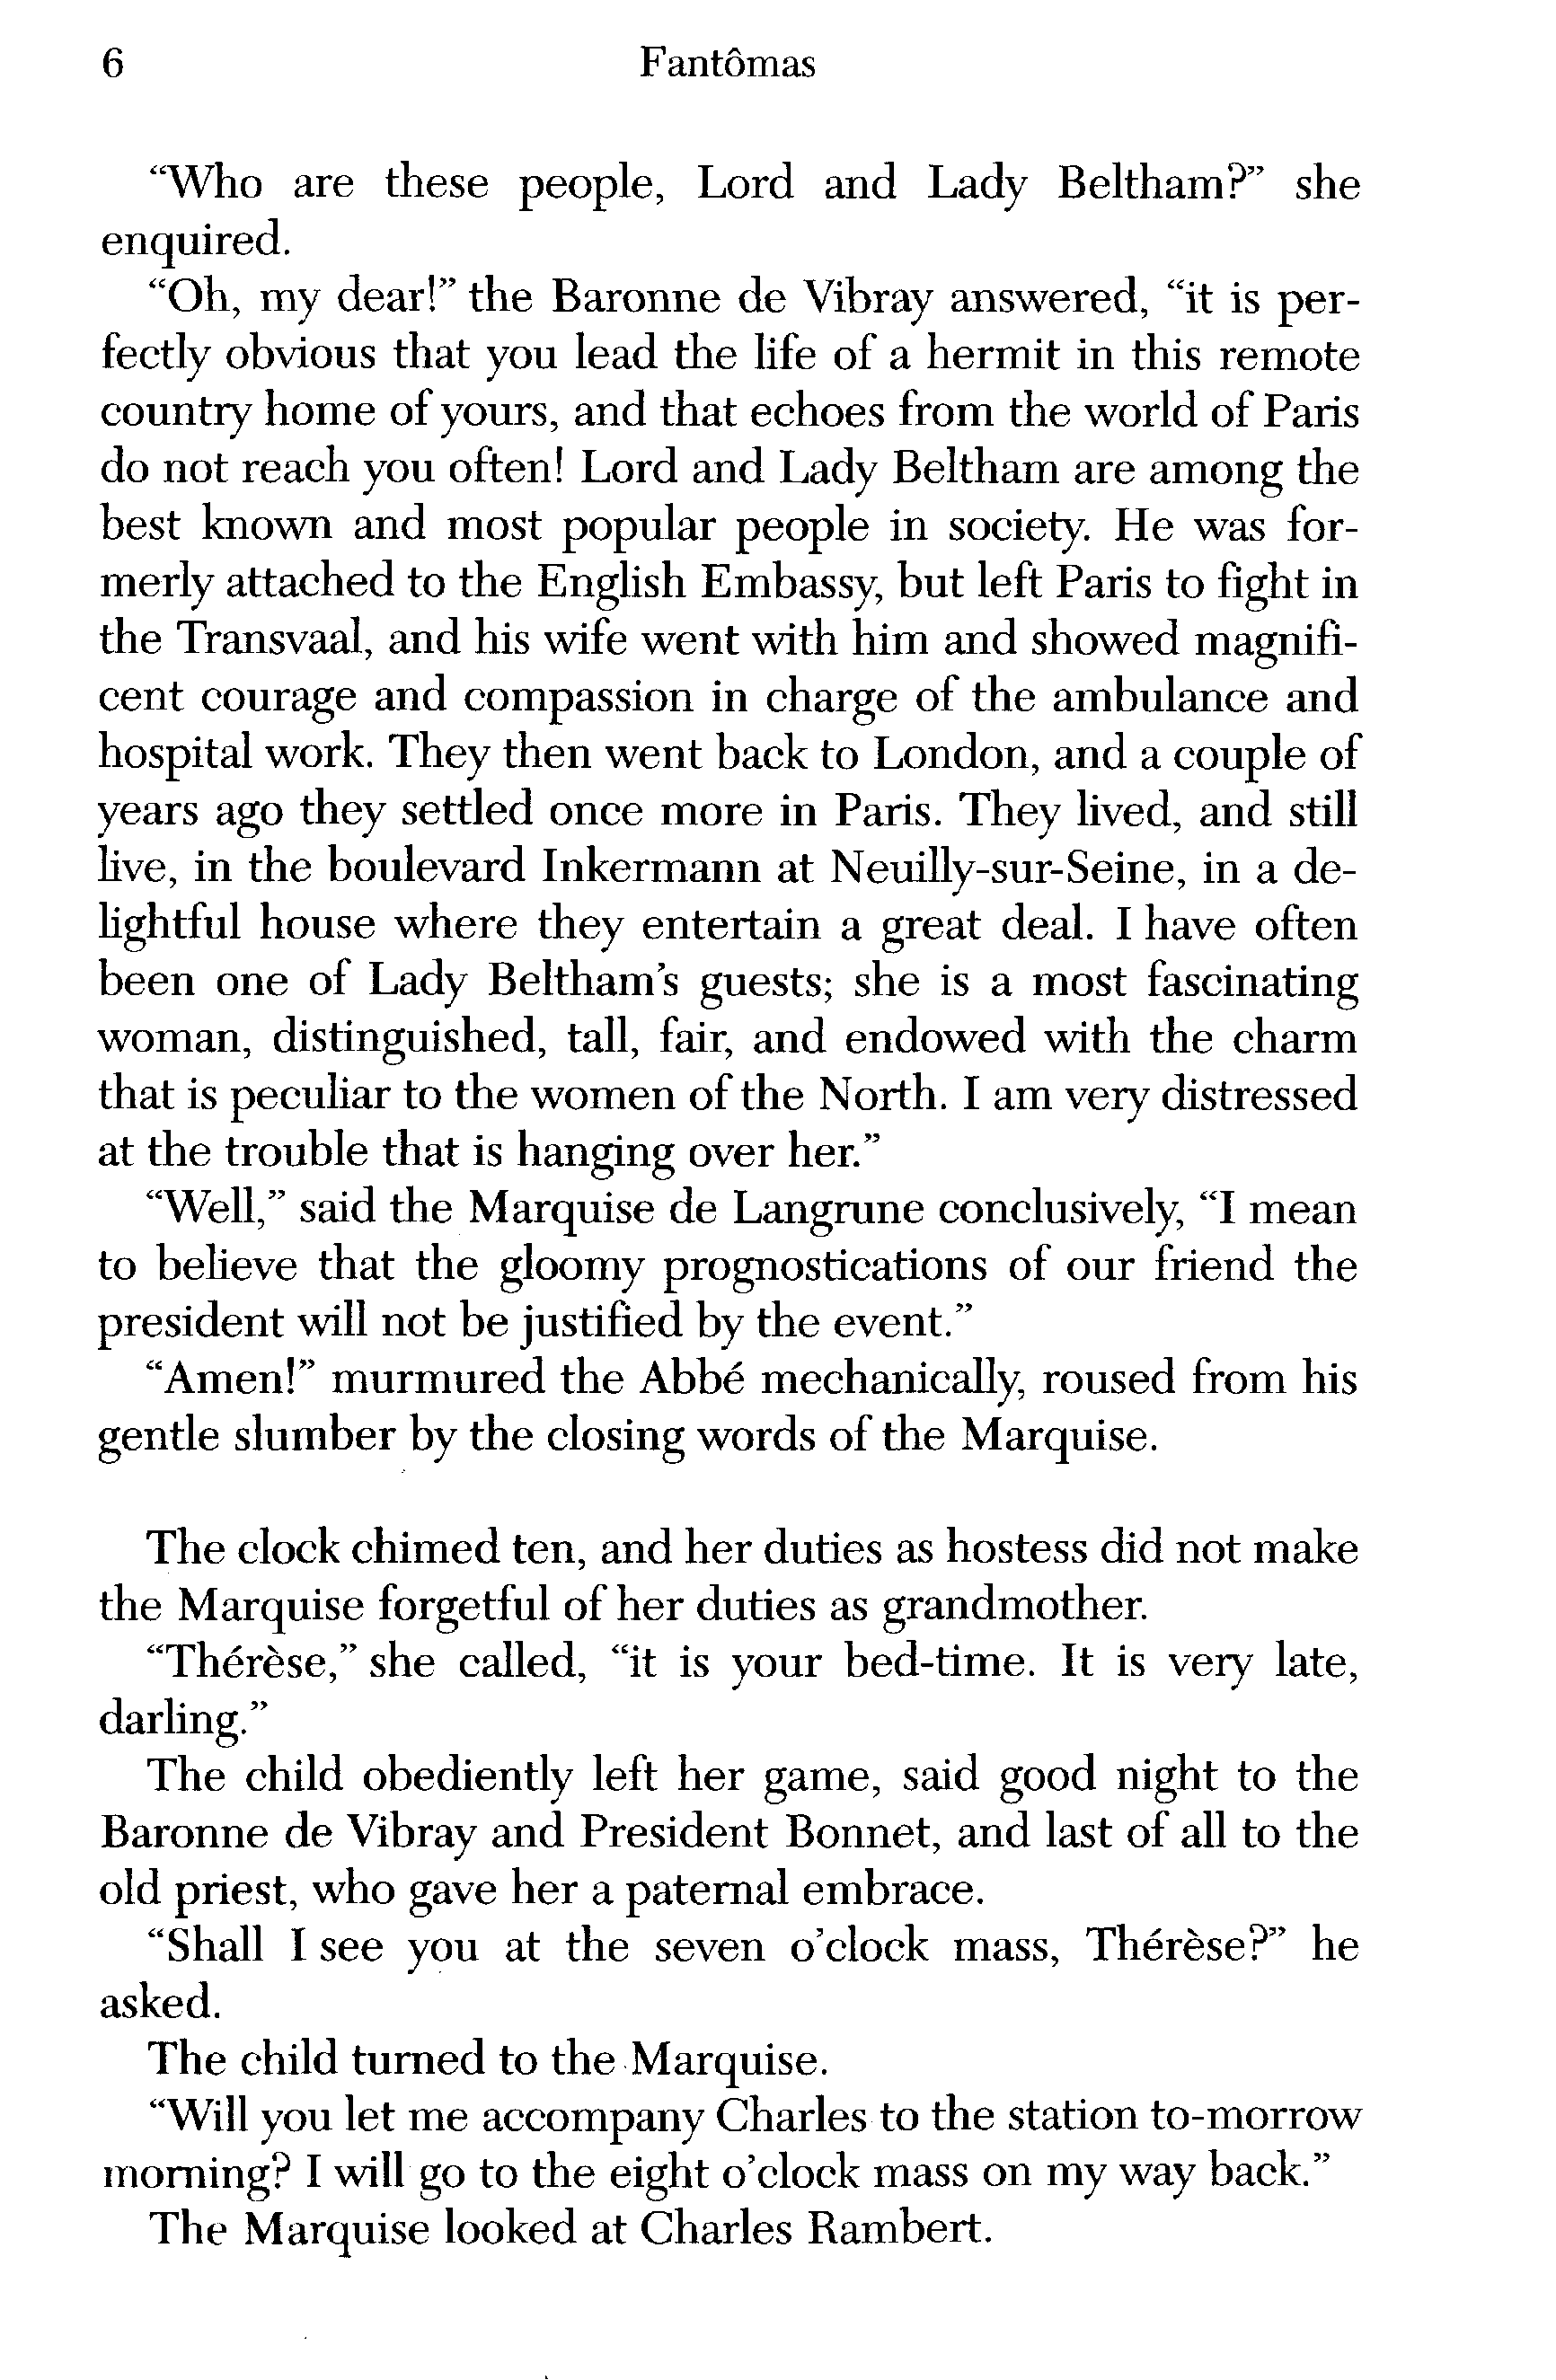 6 Fantômas
“Who are these people, Lord and Lady Beltham?” she
enquired.
“Oh, my dear!” the Baronne de Vibray answered, “it is per-
fectly obvious that you lead the life of a hermit in this remote
country home of yours, and that echoes from the world of Paris
do not reach you often! Lord and Lady Beltham are among the
best known and most popular people in society. He was for-
merly attached to the English Embassy, but left Paris to fight in
the Transvaal, and his wife went with him and showed magnifi-
cent courage and compassion in charge of the ambulance and
hospital work. They then went back to London, and a couple of
years ago they settled once more in Paris. They lived, and still
live, in the boulevard Inkermann at Neuilly-sur-Seine, in a de-
lightful house where they entertain a great deal. I have often
been one of Lady Beltham’s guests; she is a most fascinating
woman, distinguished, tall, fair, and endowed with the charm
that is peculiar to the women of the North. I am very distressed
at the trouble that is hanging over her.”
“Well,” said the Marquise de Langrune conclusively, “I mean
to believe that the gloomy prognostications of our friend the
president will not be justified by the event.”
“Amen!” murmured the Abbé mechanically, roused from his
gentle slumber by the closing words of the Marquise.
The clock chimed ten, and her duties as hostess did not make
the Marquise forgetful of her duties as grandmother.
“Thérèse,” she called, “it is your bed-time. It is very late,
darling.”
The child obediently left her game, said good night to the
Baronne de Vibray and President Bonnet, and last of all to the
old priest, who gave her a paternal embrace.
“Shall I see you at the seven o’clock mass, Thérèse?” he
asked.
The child turned to the Marquise.
“Will you let me accompany Charles to the station to-morrow
morning? I will go to the eight o’clock mass on my way back.”
The Marquise looked at Charles Rambert.